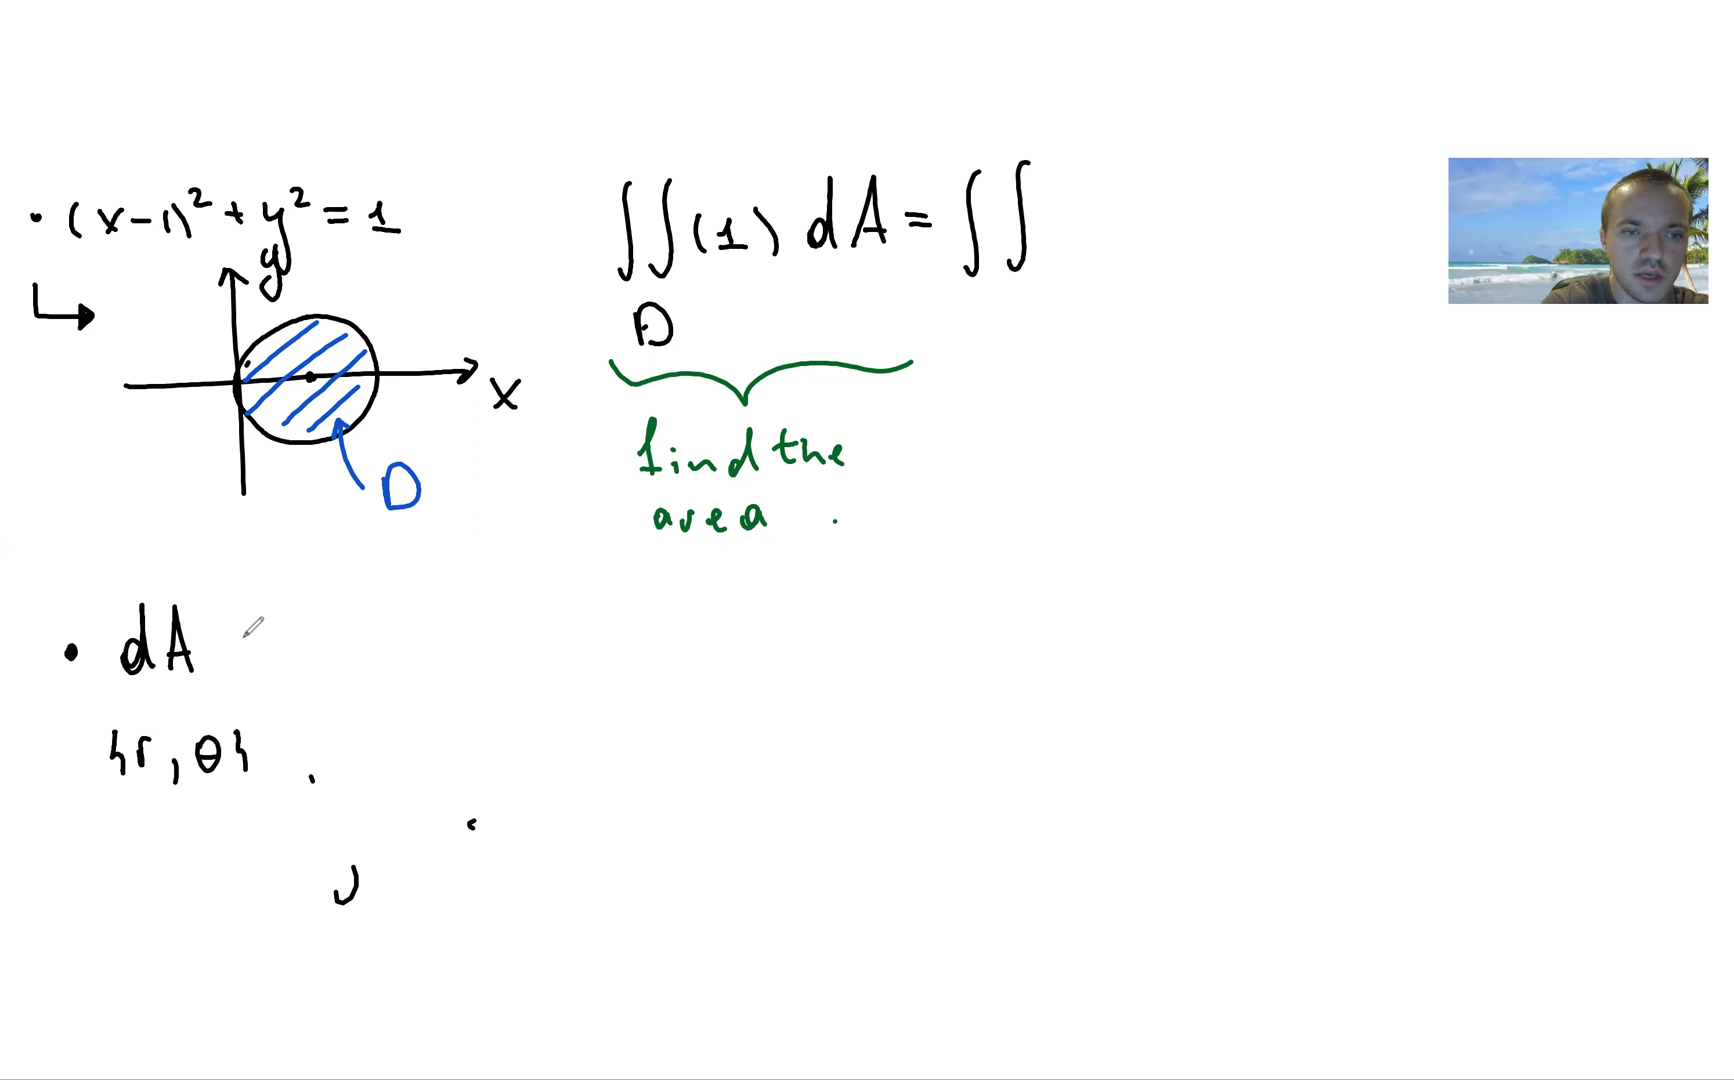 • (x-1)² + y² = 1
y
x
D
∫∫(1) dA = ∫∫
D
find the
area .
• dA
{r, θ}